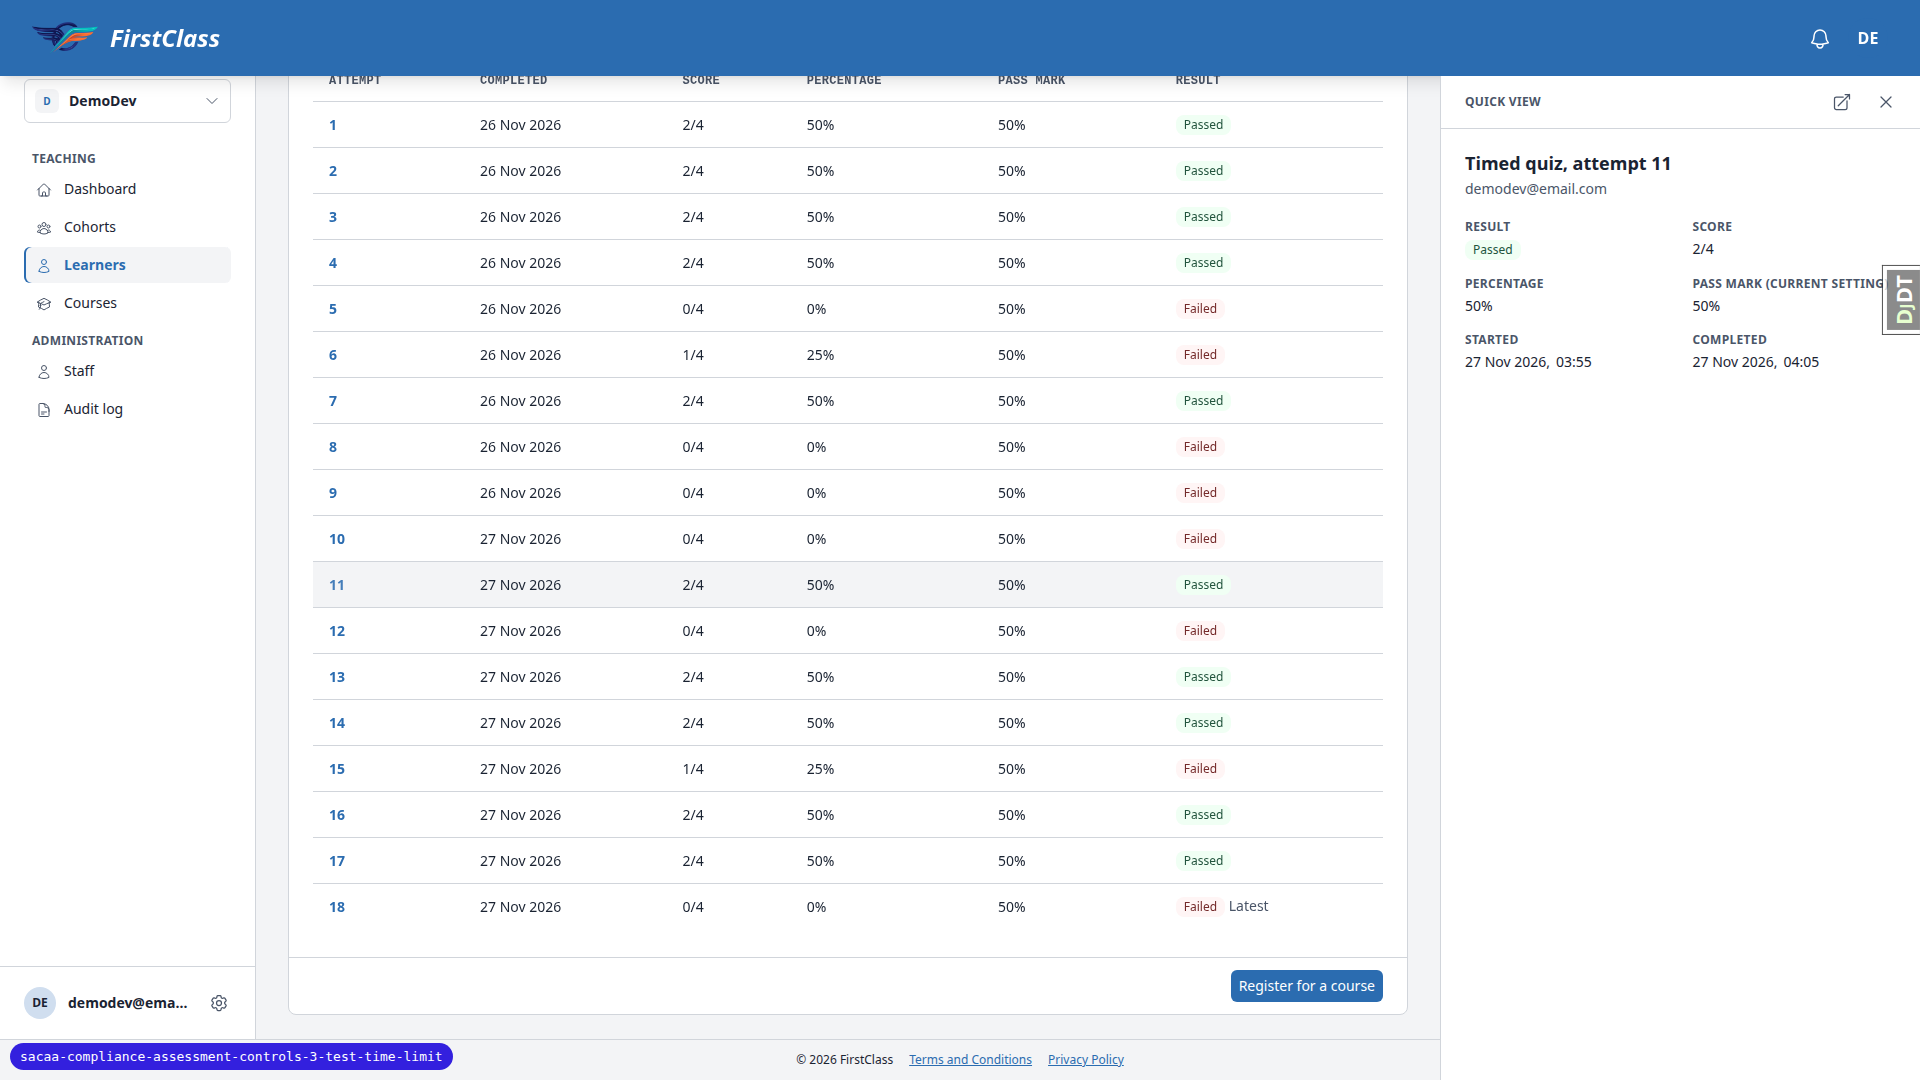 FirstClass
DE
D DemoDev
TEACHING
Dashboard
Cohorts
Learners
Courses
ADMINISTRATION
Staff
Audit log
DE demodev@ema...
sacaa-compliance-assessment-controls-3-test-time-limit
ATTEMPT COMPLETED SCORE PERCENTAGE PASS MARK RESULT
1 26 Nov 2026 2/4 50% 50% Passed
2 26 Nov 2026 2/4 50% 50% Passed
3 26 Nov 2026 2/4 50% 50% Passed
4 26 Nov 2026 2/4 50% 50% Passed
5 26 Nov 2026 0/4 0% 50% Failed
6 26 Nov 2026 1/4 25% 50% Failed
7 26 Nov 2026 2/4 50% 50% Passed
8 26 Nov 2026 0/4 0% 50% Failed
9 26 Nov 2026 0/4 0% 50% Failed
10 27 Nov 2026 0/4 0% 50% Failed
11 27 Nov 2026 2/4 50% 50% Passed
12 27 Nov 2026 0/4 0% 50% Failed
13 27 Nov 2026 2/4 50% 50% Passed
14 27 Nov 2026 2/4 50% 50% Passed
15 27 Nov 2026 1/4 25% 50% Failed
16 27 Nov 2026 2/4 50% 50% Passed
17 27 Nov 2026 2/4 50% 50% Passed
18 27 Nov 2026 0/4 0% 50% Failed Latest
Register for a course
© 2026 FirstClass Terms and Conditions Privacy Policy
QUICK VIEW
Timed quiz, attempt 11
demodev@email.com
RESULT SCORE
Passed 2/4
PERCENTAGE PASS MARK (CURRENT SETTING
50% 50%
STARTED COMPLETED
27 Nov 2026, 03:55 27 Nov 2026, 04:05
DjDT